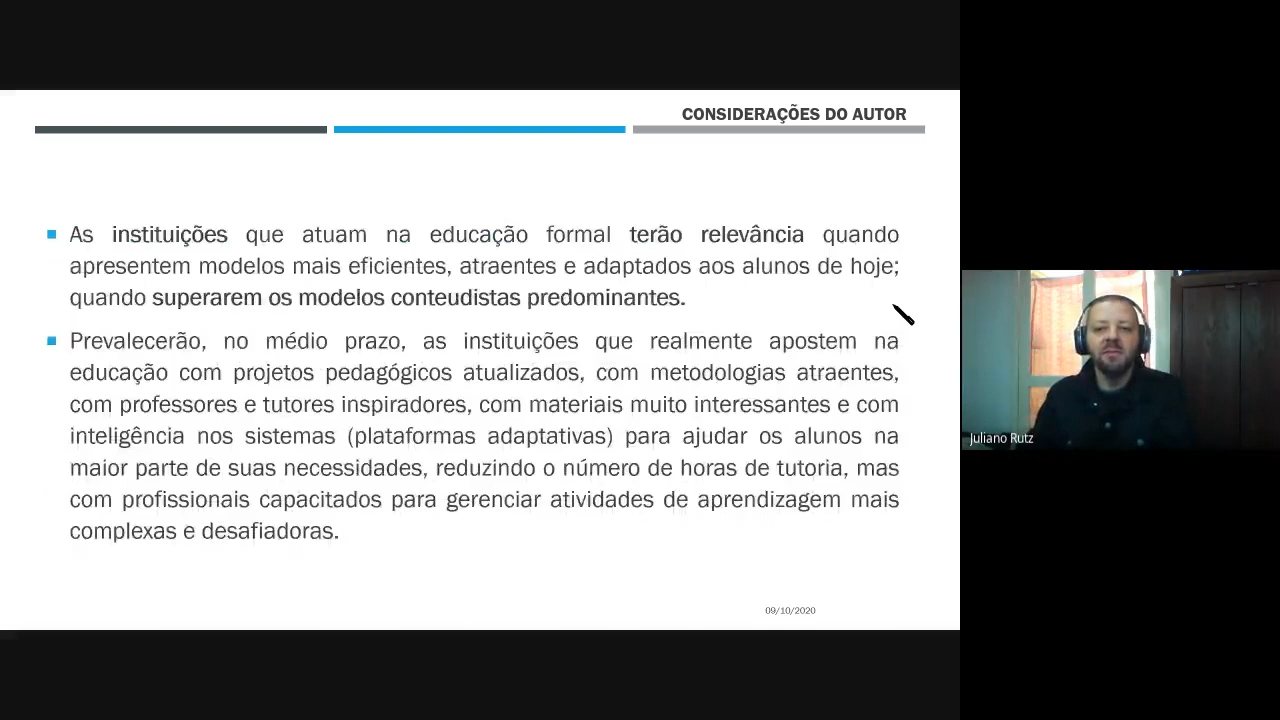 CONSIDERAÇÕES DO AUTOR
As instituições que atuam na educação formal terão relevância quando
apresentem modelos mais eficientes, atraentes e adaptados aos alunos de hoje;
quando superarem os modelos conteudistas predominantes.
Prevalecerão, no médio prazo, as instituições que realmente apostem na
educação com projetos pedagógicos atualizados, com metodologias atraentes,
com professores e tutores inspiradores, com materiais muito interessantes e com
inteligência nos sistemas (plataformas adaptativas) para ajudar os alunos na
maior parte de suas necessidades, reduzindo o número de horas de tutoria, mas
com profissionais capacitados para gerenciar atividades de aprendizagem mais
complexas e desafiadoras.
09/10/2020
Juliano Rutz